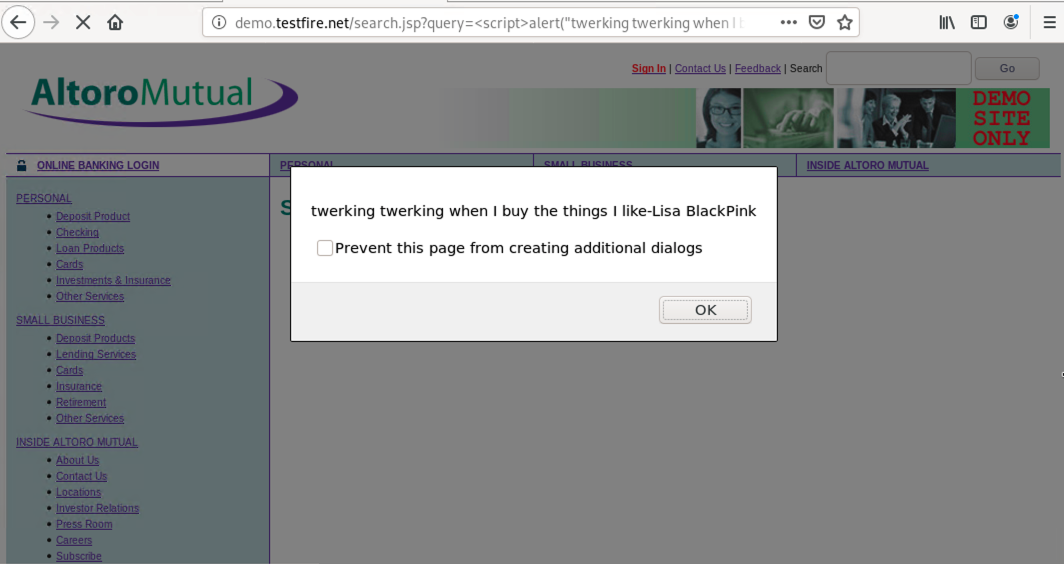 demo.testfire.net/search.jsp?query=<script>alert("twerking twerking when I b
Sign In | Contact Us | Feedback | Search
Go
AltoroMutual
DEMO
SITE
ONLY
ONLINE BANKING LOGIN
PERSONAL
SMALL BUSINESS
INSIDE ALTORO MUTUAL
PERSONAL
Deposit Product
Checking
Loan Products
Cards
Investments & Insurance
Other Services
SMALL BUSINESS
Deposit Products
Lending Services
Cards
Insurance
Retirement
Other Services
INSIDE ALTORO MUTUAL
About Us
Contact Us
Locations
Investor Relations
Press Room
Careers
Subscribe
S
twerking twerking when I buy the things I like-Lisa BlackPink
Prevent this page from creating additional dialogs
OK